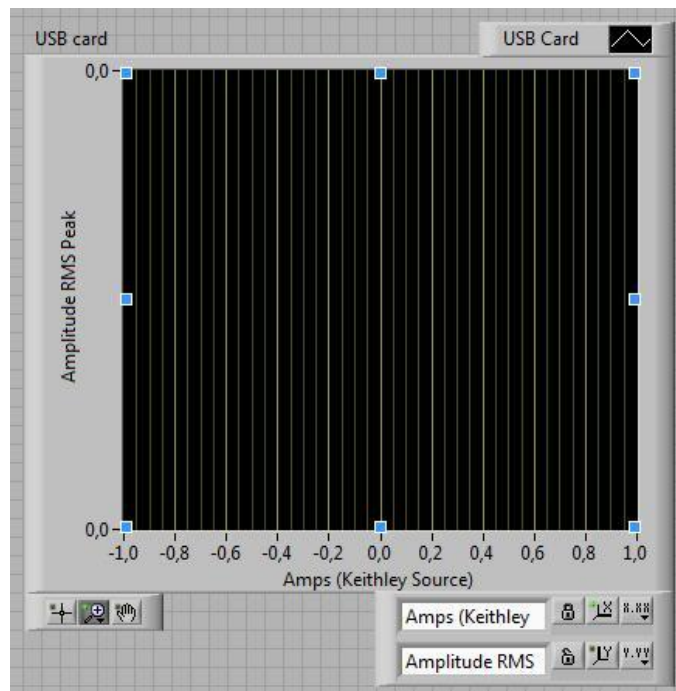 USB card
USB Card
0,0
Amplitude RMS Peak
0,0
-1,0 -0,8 -0,6 -0,4 -0,2 0,0 0,2 0,4 0,6 0,8 1,0
Amps (Keithley Source)
Amps (Keithley
X
X.XX
Amplitude RMS
Y
Y.YY